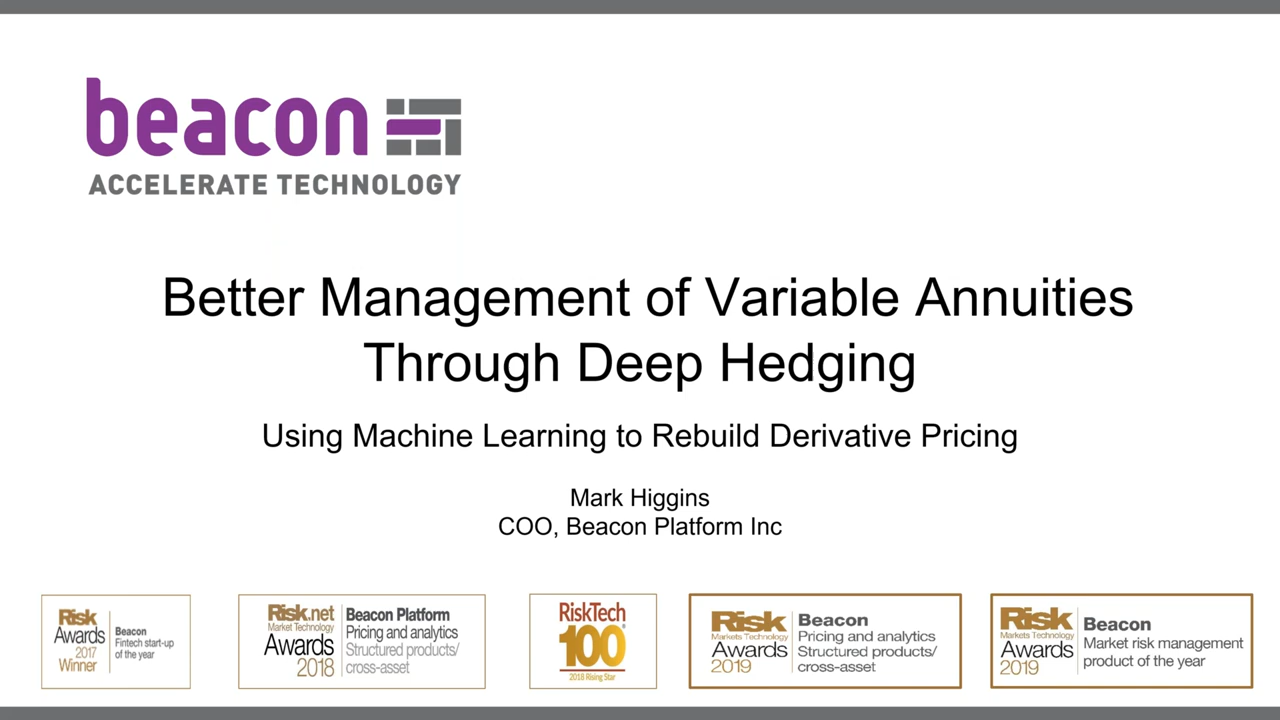 beacon
ACCELERATE TECHNOLOGY
Better Management of Variable Annuities
Through Deep Hedging
Using Machine Learning to Rebuild Derivative Pricing
Mark Higgins
COO, Beacon Platform Inc
Risk
Awards
2017
Winner
Beacon
Fintech start-up
of the year
Risk.net
Market Technology
Awards
2018
Beacon Platform
Pricing and analytics
Structured products/
cross-asset
RiskTech
100®
2018 Rising Star
Risk
Markets Technology
Awards
2019
Beacon
Pricing and analytics
Structured products/
cross-asset
Risk
Markets Technology
Awards
2019
Beacon
Market risk management
product of the year